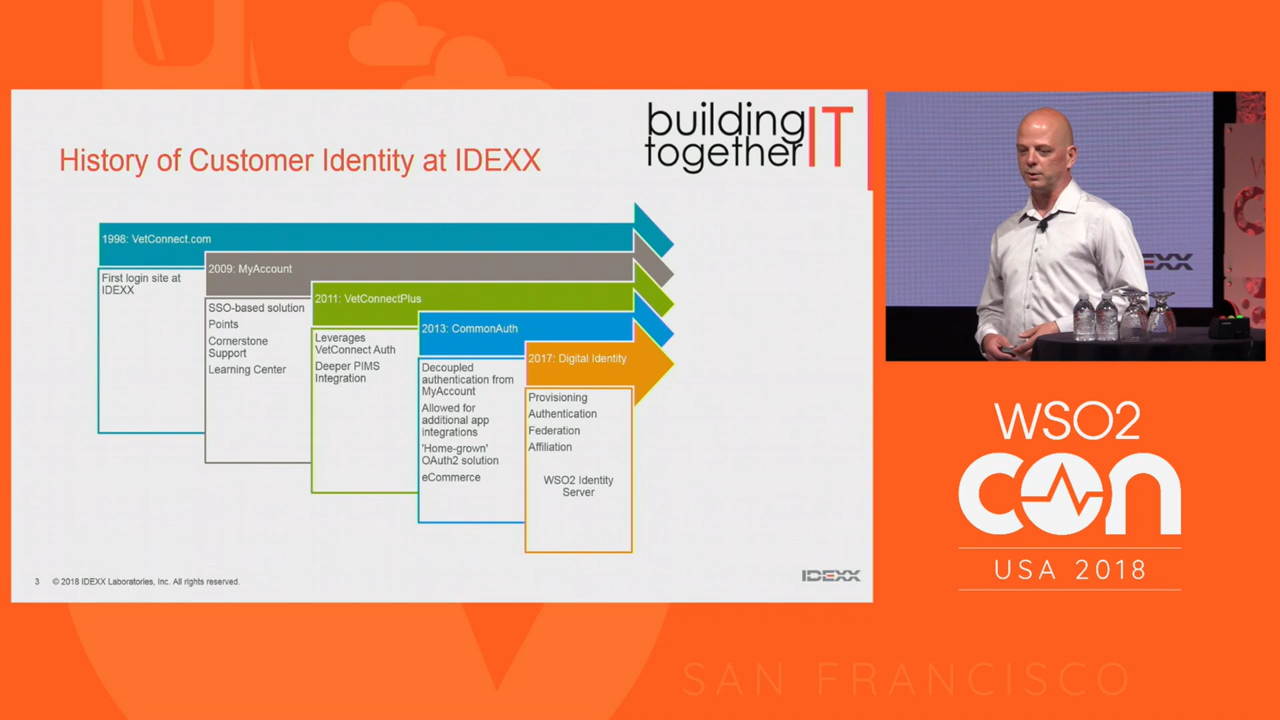 building
together IT
History of Customer Identity at IDEXX
1998: VetConnect.com
First login site at
IDEXX
2009: MyAccount
SSO-based solution
Points
Cornerstone
Support
Learning Center
2011: VetConnectPlus
Leverages
VetConnect Auth
Deeper PIMS
Integration
2013: CommonAuth
Decoupled
authentication from
MyAccount
Allowed for
additional app
integrations
'Home-grown'
OAuth2 solution
eCommerce
2017: Digital Identity
Provisioning
Authentication
Federation
Affiliation
WSO2 Identity
Server
3 © 2018 IDEXX Laboratories, Inc. All rights reserved.
IDEXX
WSO2
CON
USA 2018
SAN FRANCISCO